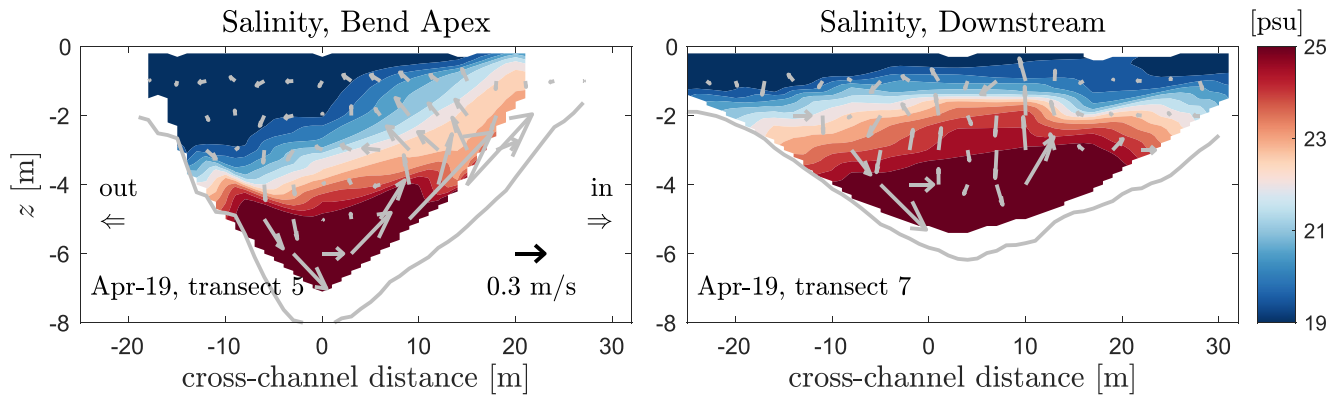 Salinity, Bend Apex
Salinity, Downstream
[psu]
0
-2
-4
-6
-8
z [m]
out
⇐
in
⇒
Apr-19, transect 5
0.3 m/s
-20
-10
0
10
20
30
cross-channel distance [m]
0
-2
-4
-6
-8
Apr-19, transect 7
-20
-10
0
10
20
30
cross-channel distance [m]
25
23
21
19